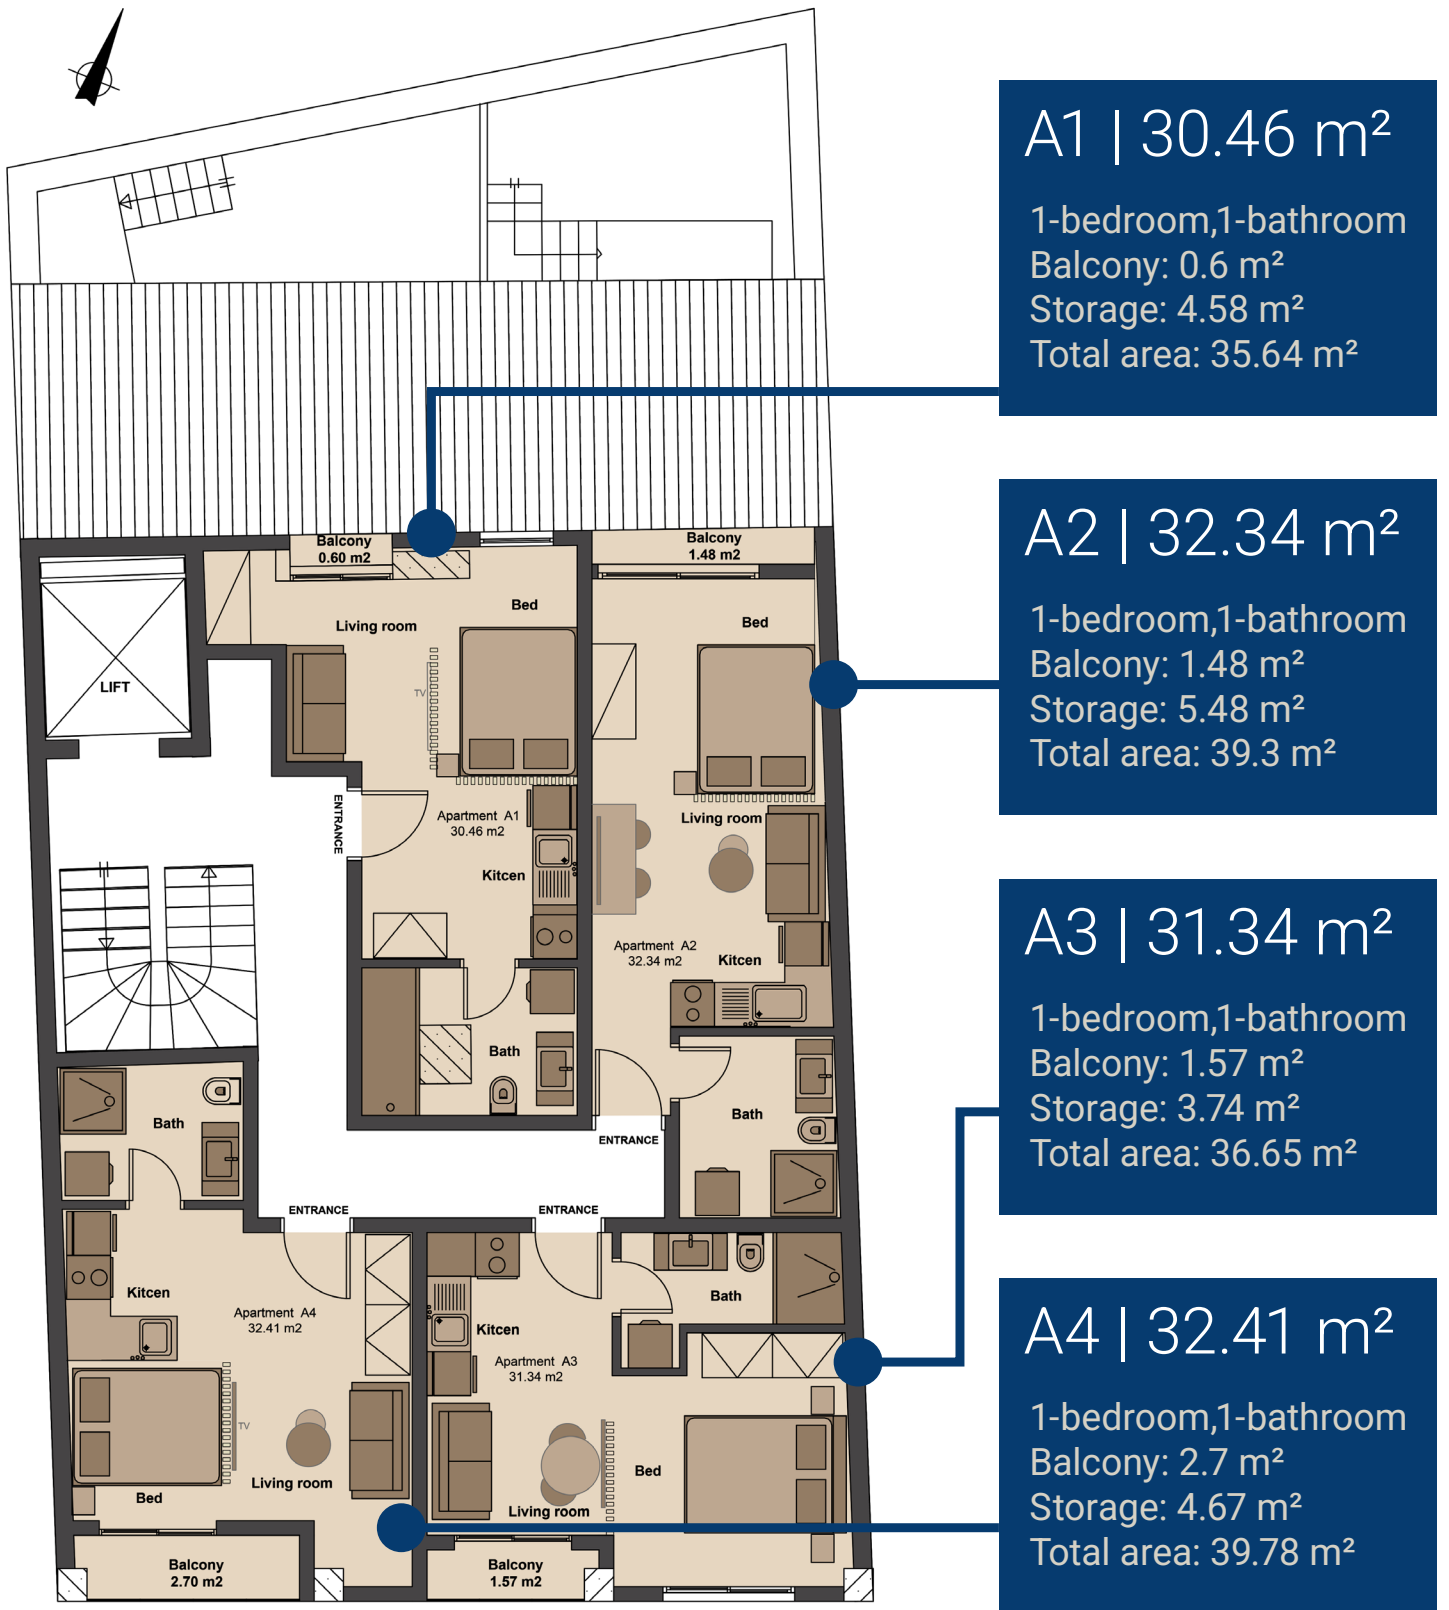 A1 | 30.46 m²
1-bedroom,1-bathroom
Balcony: 0.6 m²
Storage: 4.58 m²
Total area: 35.64 m²
A2 | 32.34 m²
1-bedroom,1-bathroom
Balcony: 1.48 m²
Storage: 5.48 m²
Total area: 39.3 m²
A3 | 31.34 m²
1-bedroom,1-bathroom
Balcony: 1.57 m²
Storage: 3.74 m²
Total area: 36.65 m²
A4 | 32.41 m²
1-bedroom,1-bathroom
Balcony: 2.7 m²
Storage: 4.67 m²
Total area: 39.78 m²
Balcony
0.60 m2
Living room
Bed
TV
LIFT
ENTRANCE
Apartment A1
30.46 m2
Kitcen
Bath
Balcony
1.48 m2
Bed
Living room
Apartment A2
32.34 m2
Kitcen
Bath
ENTRANCE
Bath
ENTRANCE
Kitcen
Apartment A4
32.41 m2
TV
Living room
Bed
Balcony
2.70 m2
ENTRANCE
Bath
Kitcen
Apartment A3
31.34 m2
Bed
Living room
Balcony
1.57 m2